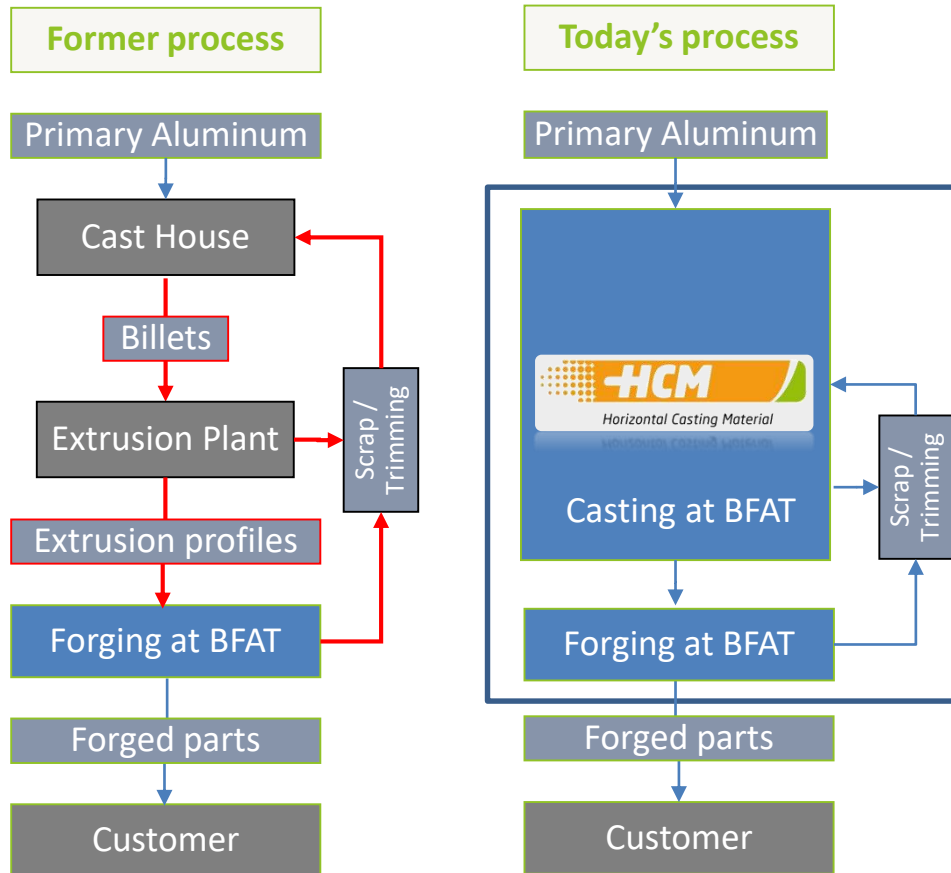 Former process
Primary Aluminum
Cast House
Billets
Extrusion Plant
Scrap /
Trimming
Extrusion profiles
Forging at BFAT
Forged parts
Customer
Today's process
Primary Aluminum
HCM
Horizontal Casting Material
Casting at BFAT
Scrap /
Trimming
Forging at BFAT
Forged parts
Customer